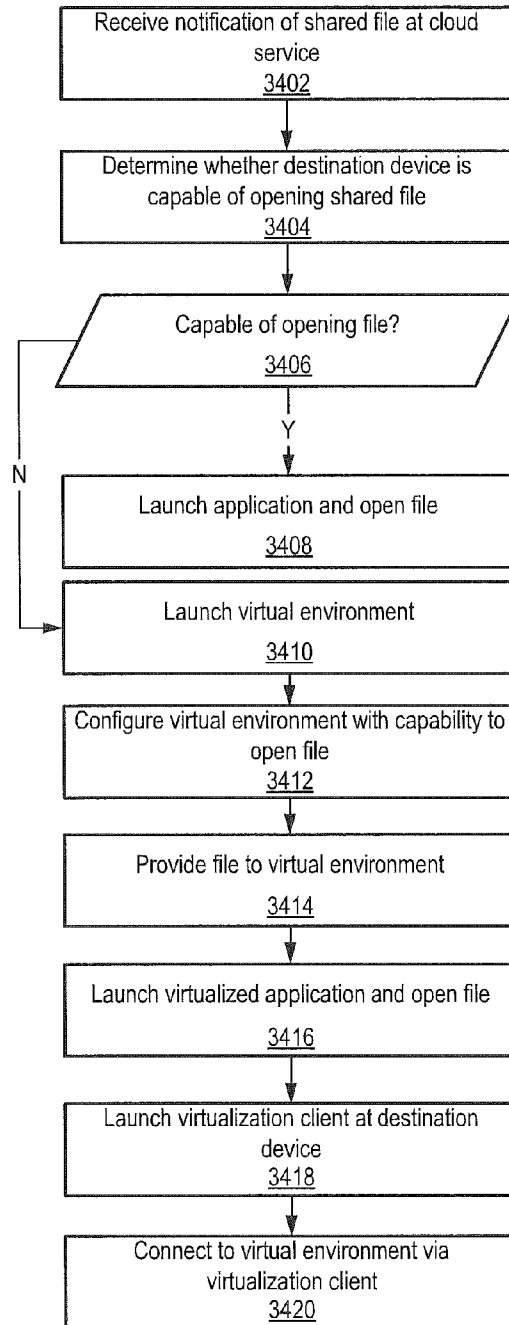 Receive notification of shared file at cloud
service
3402
Determine whether destination device is
capable of opening shared file
3404
Capable of opening file?
3406
Y
N
Launch application and open file
3408
Launch virtual environment
3410
Configure virtual environment with capability to
open file
3412
Provide file to virtual environment
3414
Launch virtualized application and open file
3416
Launch virtualization client at destination
device
3418
Connect to virtual environment via
virtualization client
3420